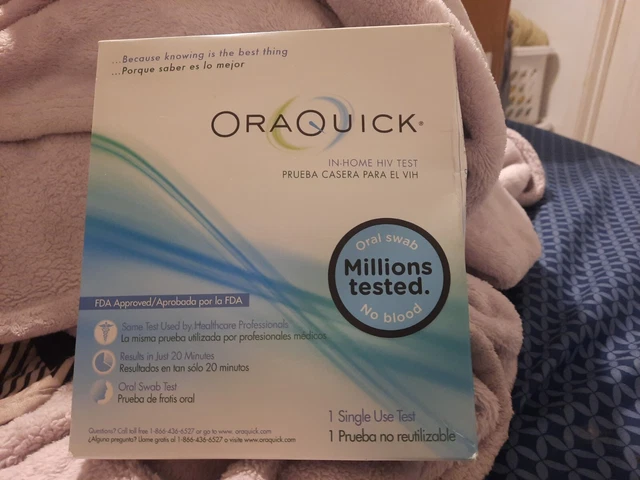 ...Because knowing is the best thing
...Porque saber es lo mejor
ORAQUICK®
IN-HOME HIV TEST
PRUEBA CASERA PARA EL VIH
Oral swab
Millions
tested.
No blood
FDA Approved/Aprobada por la FDA
Same Test Used by Healthcare Professionals
La misma prueba utilizada por profesionales médicos
Results in Just 20 Minutes
Resultados en tan sólo 20 minutos
Oral Swab Test
Prueba de frotis oral
1 Single Use Test
1 Prueba no reutilizable
Questions? Call toll free 1-866-436-6527 or go to www. oraquick.com
¿Alguna pregunta? Llame gratis al 1-866-436-6527 o visite www.oraquick.com